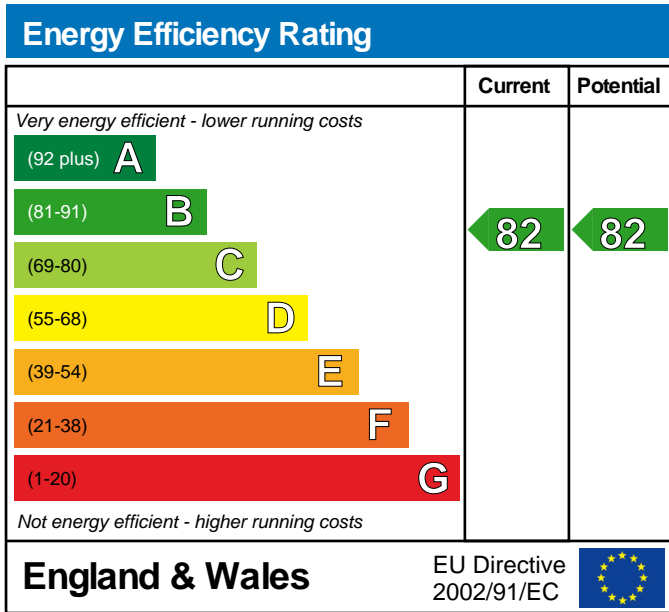 Energy Efficiency Rating
Current Potential
Very energy efficient - lower running costs
(92 plus) A
(81-91) B
82 82
(69-80) C
(55-68) D
(39-54) E
(21-38) F
(1-20) G
Not energy efficient - higher running costs
England & Wales
EU Directive
2002/91/EC